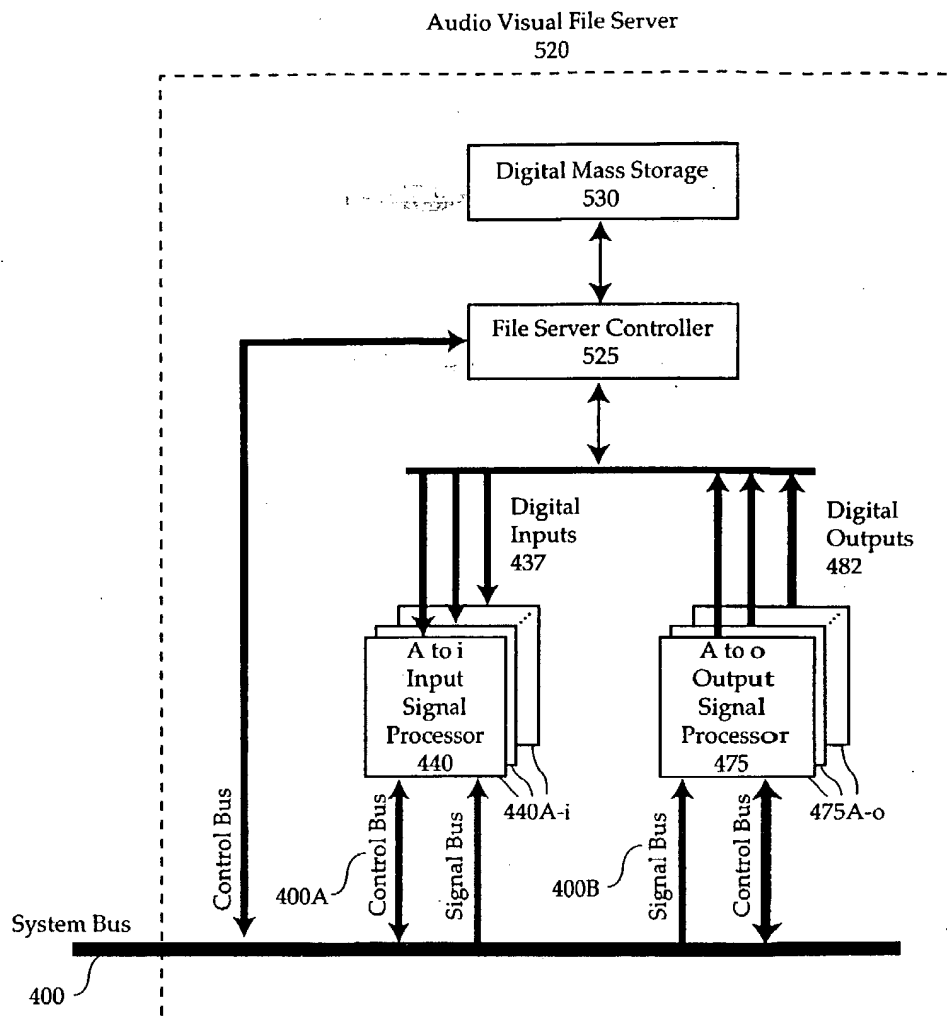 Audio Visual File Server
520
Digital Mass Storage
530
File Server Controller
525
Digital
Inputs
437
Digital
Outputs
482
A to i
Input
Signal
Processor
440
A to o
Output
Signal
Processor
475
440A-i
475A-o
Control Bus
400A
Control Bus
Signal Bus
400B
Signal Bus
Control Bus
System Bus
400